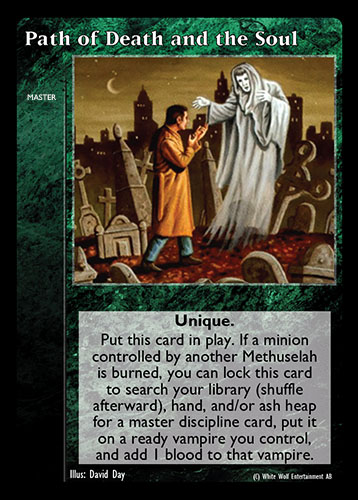 Path of Death and the Soul
MASTER
Unique.
Put this card in play. If a minion
controlled by another Methuselah
is burned, you can lock this card
to search your library (shuffle
afterward), hand, and/or ash heap
for a master discipline card, put it
on a ready vampire you control,
and add 1 blood to that vampire.
Illus: David Day
(C) White Wolf Entertainment AB